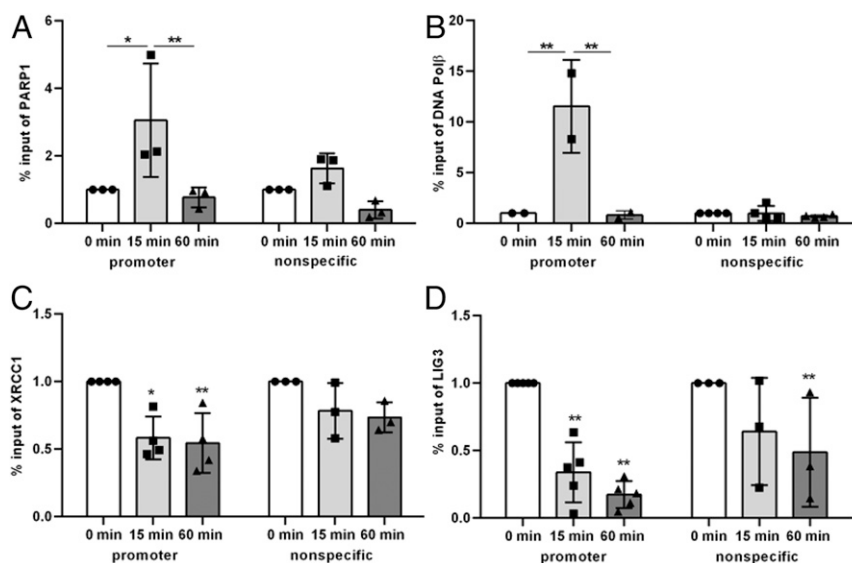 A
% input of PARP1
6
4
2
0
* **
0 min 15 min 60 min 0 min 15 min 60 min
promoter nonspecific
B
% input of DNA Polβ
20
15
10
5
0
** **
0 min 15 min 60 min 0 min 15 min 60 min
promoter nonspecific
C
% input of XRCC1
1.5
1.0
0.5
0.0
* **
0 min 15 min 60 min 0 min 15 min 60 min
promoter nonspecific
D
% input of LIG3
1.5
1.0
0.5
0.0
** ** **
0 min 15 min 60 min 0 min 15 min 60 min
promoter nonspecific